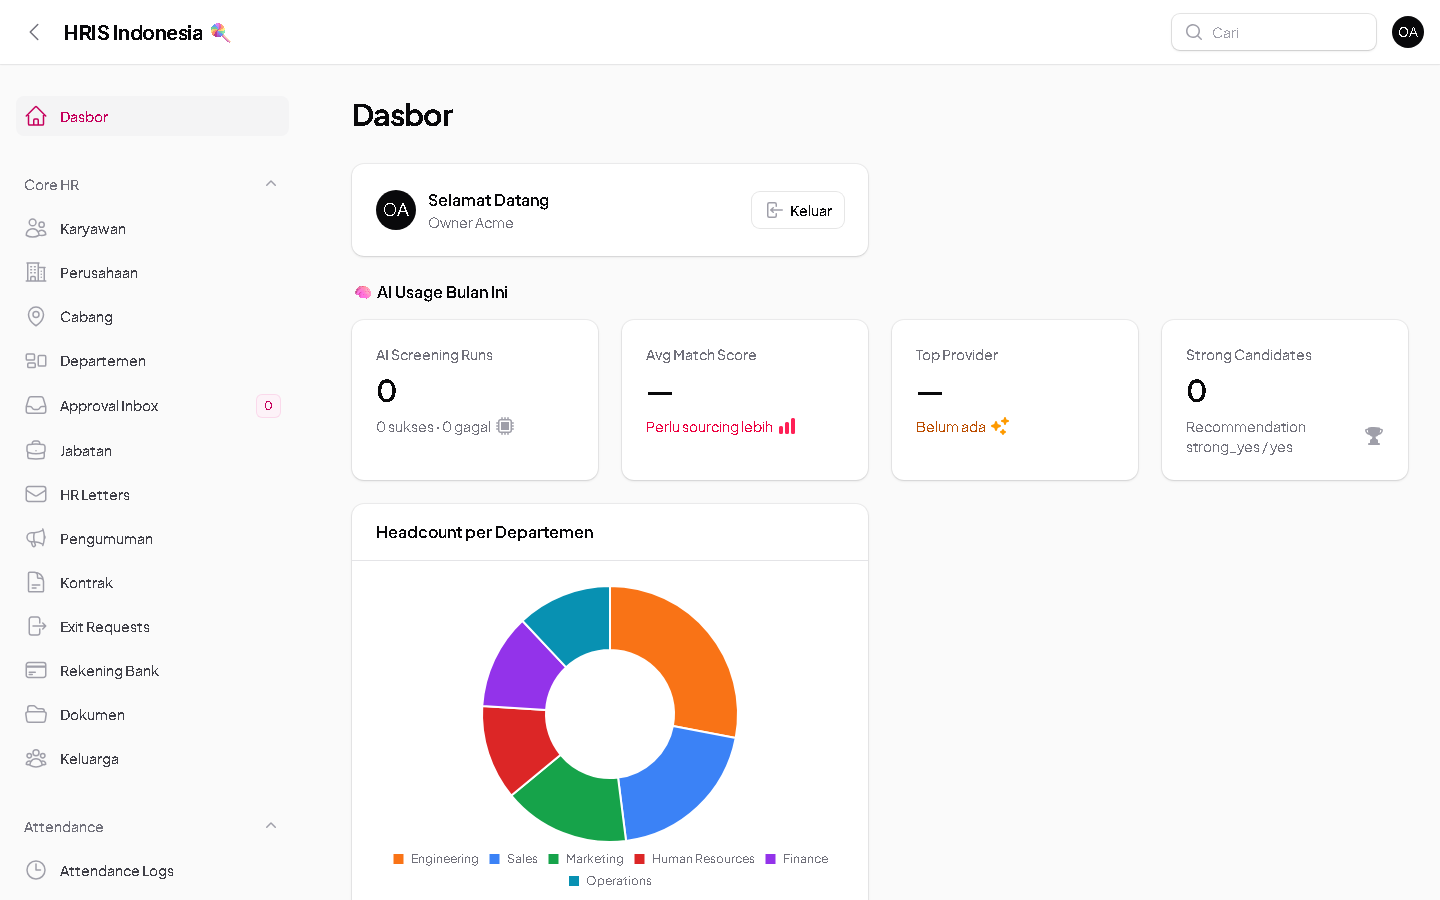 HRIS Indonesia
Cari
OA
Dasbor
Core HR
Karyawan
Perusahaan
Cabang
Departemen
Approval Inbox
0
Jabatan
HR Letters
Pengumuman
Kontrak
Exit Requests
Rekening Bank
Dokumen
Keluarga
Attendance
Attendance Logs
Dasbor
OA
Selamat Datang
Owner Acme
Keluar
AI Usage Bulan Ini
AI Screening Runs
0
0 sukses · 0 gagal
Avg Match Score
—
Perlu sourcing lebih
Top Provider
—
Belum ada
Strong Candidates
0
Recommendation
strong_yes / yes
Headcount per Departemen
Engineering Sales Marketing Human Resources Finance
Operations